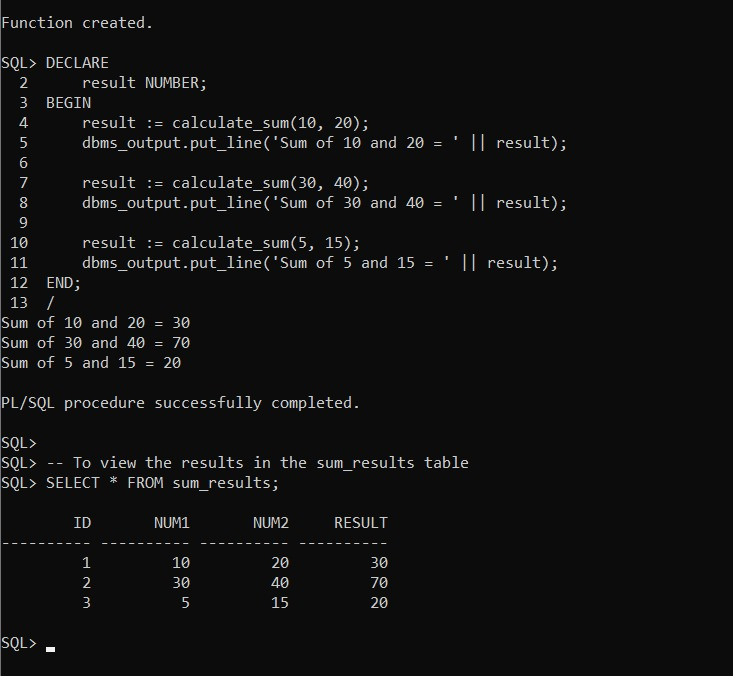 Function created.
SQL> DECLARE
  2      result NUMBER;
  3  BEGIN
  4      result := calculate_sum(10, 20);
  5      dbms_output.put_line('Sum of 10 and 20 = ' || result);
  6
  7      result := calculate_sum(30, 40);
  8      dbms_output.put_line('Sum of 30 and 40 = ' || result);
  9
 10      result := calculate_sum(5, 15);
 11      dbms_output.put_line('Sum of 5 and 15 = ' || result);
 12  END;
 13  /
Sum of 10 and 20 = 30
Sum of 30 and 40 = 70
Sum of 5 and 15 = 20
PL/SQL procedure successfully completed.
SQL>
SQL> -- To view the results in the sum_results table
SQL> SELECT * FROM sum_results;
        ID       NUM1       NUM2     RESULT
---------- ---------- ---------- ----------
         1         10         20         30
         2         30         40         70
         3          5         15         20
SQL>